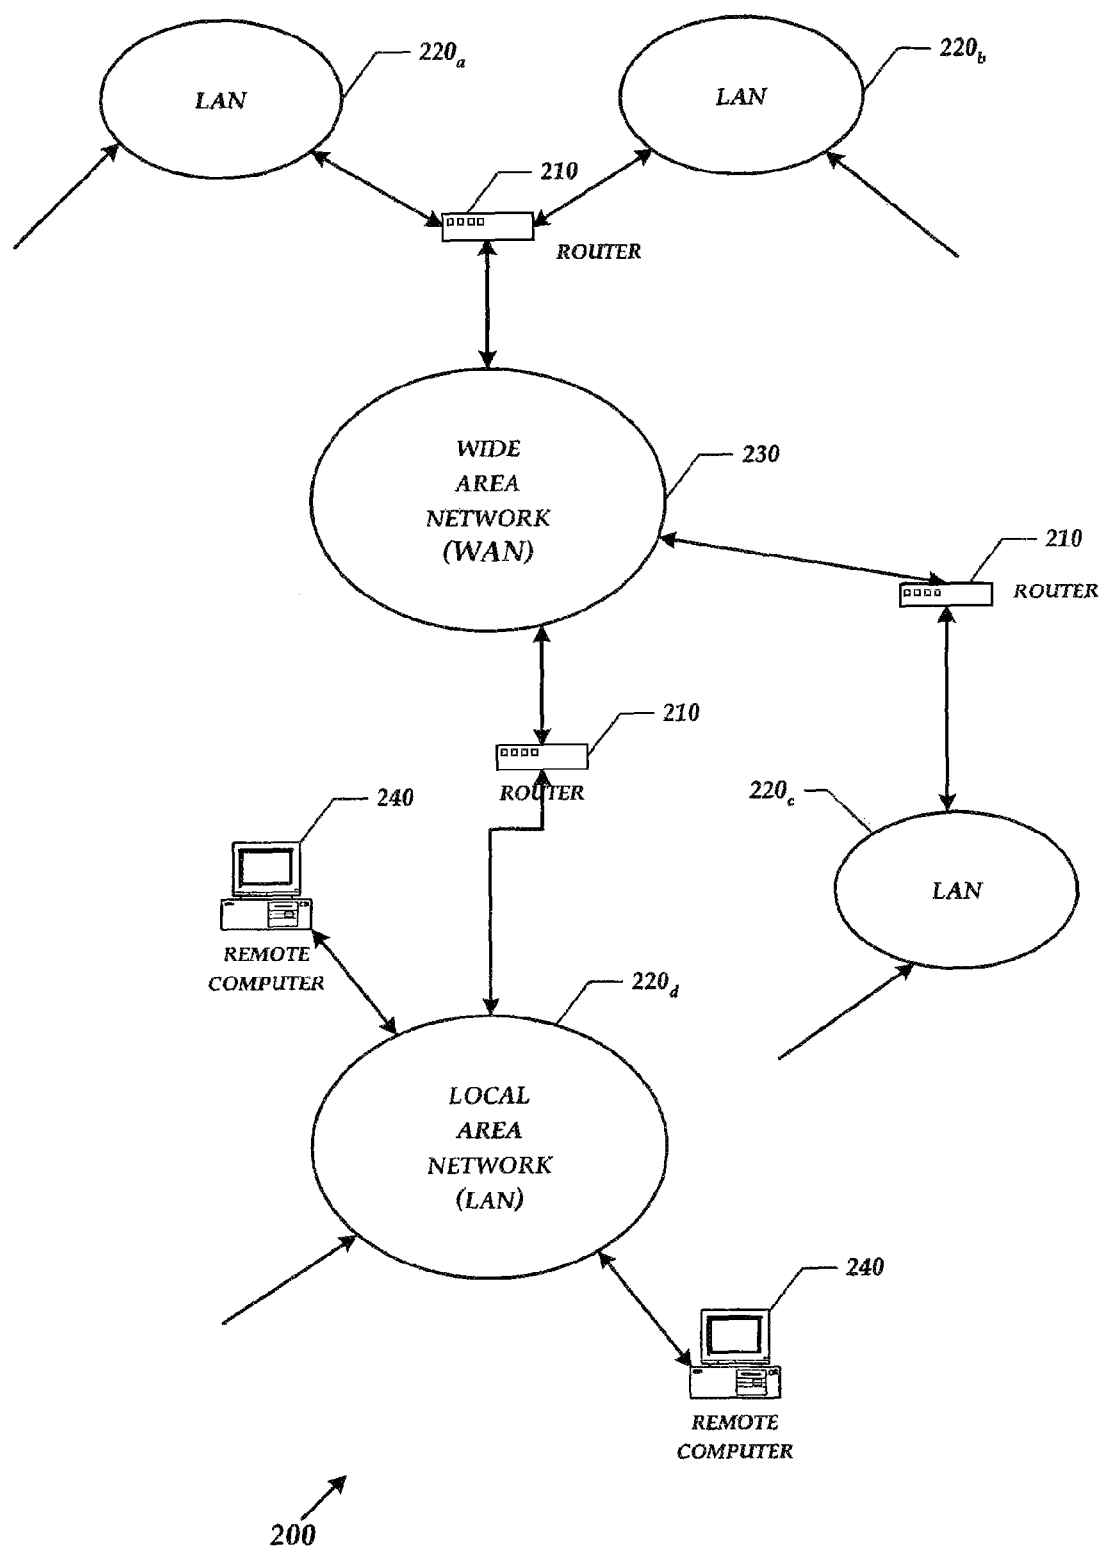 220a
220b
LAN
LAN
210
ROUTER
WIDE
AREA
NETWORK
(WAN)
230
210
ROUTER
210
ROUTER
240
220c
LAN
REMOTE
COMPUTER
220d
LOCAL
AREA
NETWORK
(LAN)
240
REMOTE
COMPUTER
200